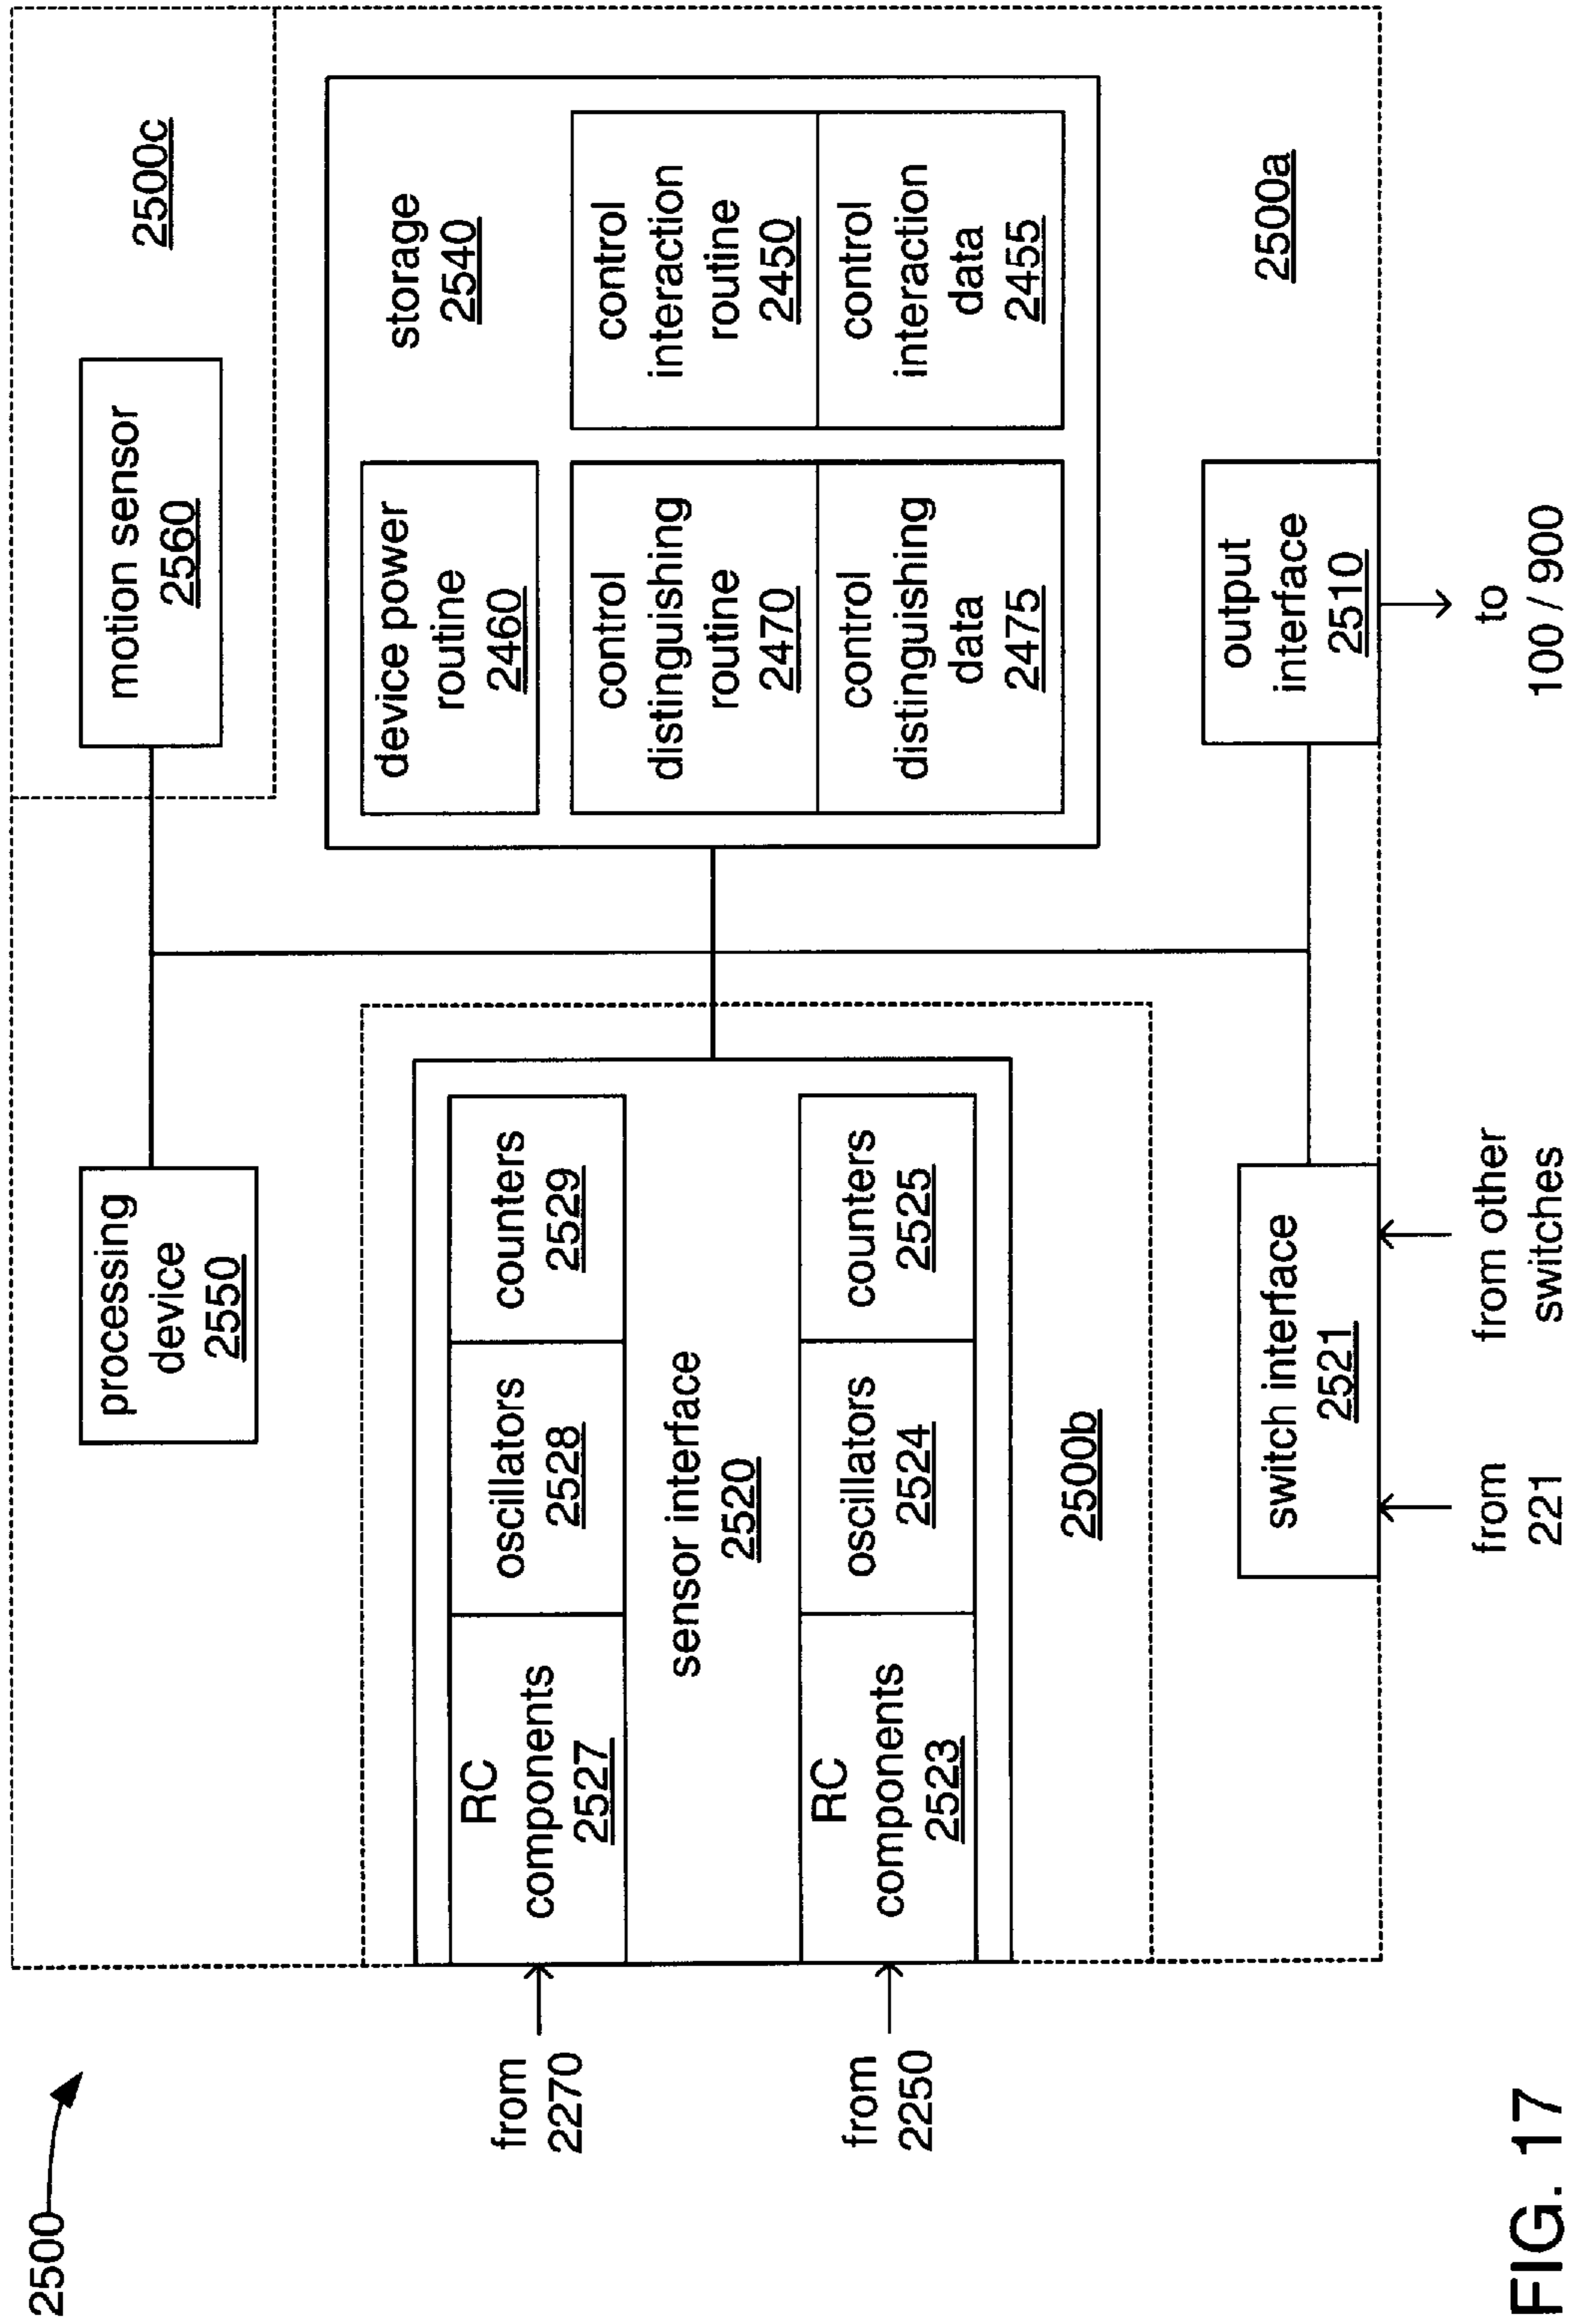 2500
processing
device
2550
motion sensor
2560
2500c
from
2270
RC
components
2527
oscillators
2528
counters
2529
sensor interface
2520
from
2250
RC
components
2523
oscillators
2524
counters
2525
2500b
device power
routine
2460
storage
2540
control
distinguishing
routine
2470
control
interaction
routine
2450
control
distinguishing
data
2475
control
interaction
data
2455
switch interface
2521
output
interface
2510
2500a
from
221
from other
switches
to
100 / 900
FIG. 17